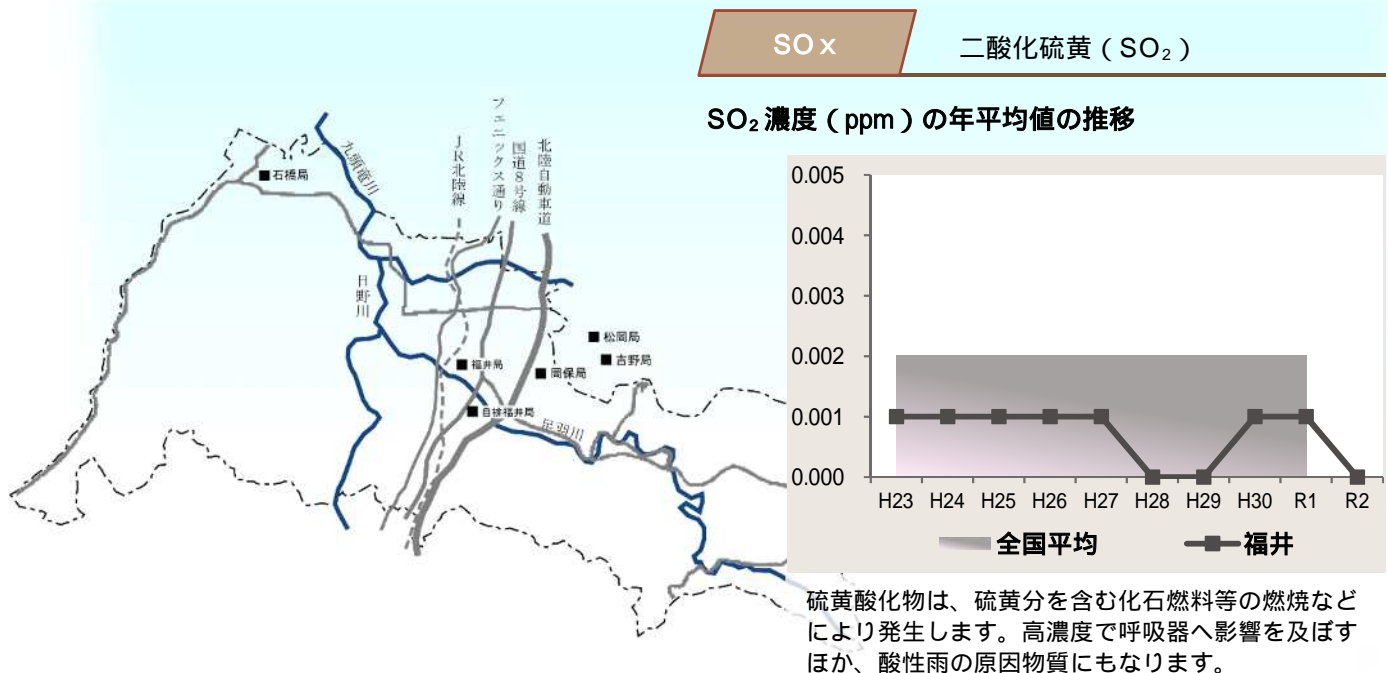 SOx
二酸化硫黄（SO₂）
SO₂濃度（ppm）の年平均値の推移
0.005
0.004
0.003
0.002
0.001
0.000
H23 H24 H25 H26 H27 H28 H29 H30 R1 R2
全国平均 福井
硫黄酸化物は、硫黄分を含む化石燃料等の燃焼など
により発生します。高濃度で呼吸器へ影響を及ぼす
ほか、酸性雨の原因物質にもなります。
九頭竜川
JR北陸線
フェニックス通り
国道8号線
北陸自動車道
石橋局
日野川
松岡局
吉野局
福井局
岡保局
自排福井局
足羽川